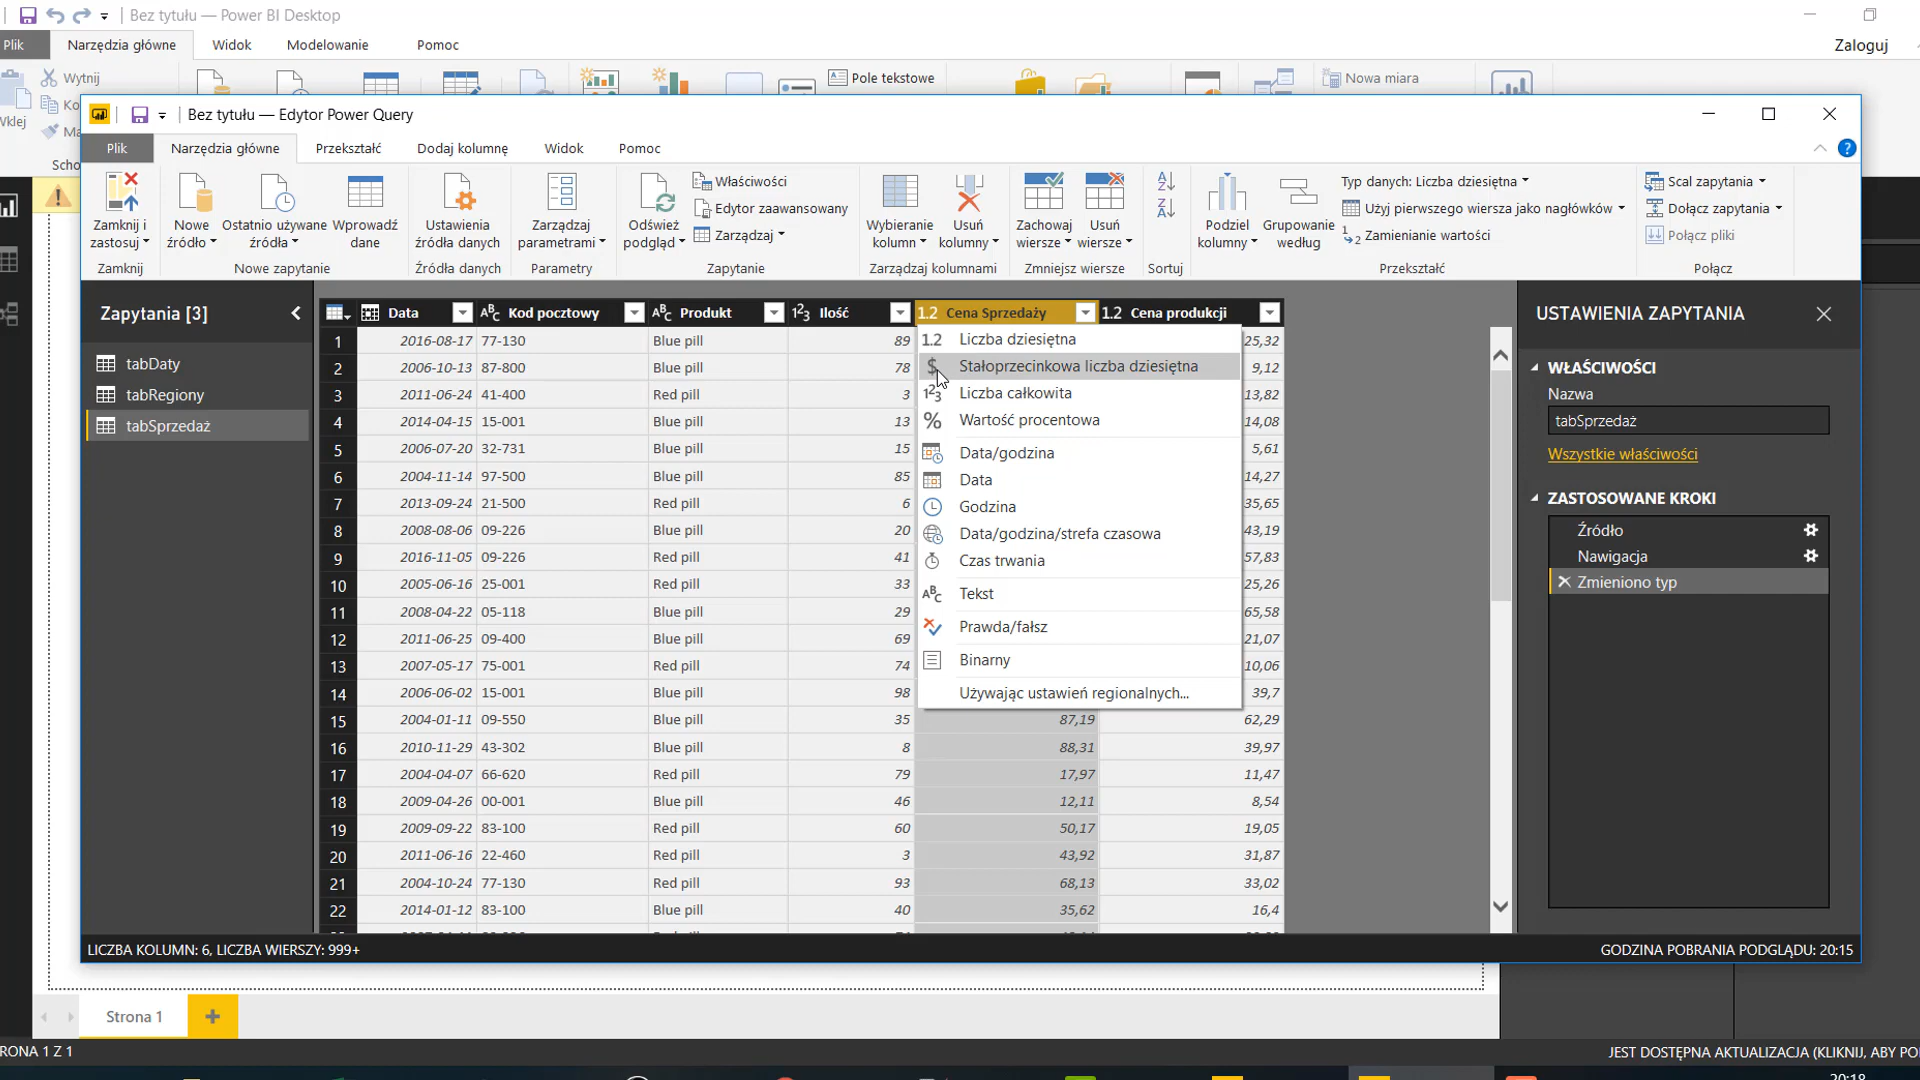 Bez tytułu — Power BI Desktop
Plik
Narzędzia główne
Widok
Modelowanie
Pomoc
Zaloguj
Wytnij
Pole tekstowe
Nowa miara
Ko
Wklej
Ma
Scho
Bez tytułu — Edytor Power Query
Plik
Narzędzia główne
Przekształć
Dodaj kolumnę
Widok
Pomoc
Zamknij i zastosuj
Nowe źródło
Ostatnio używane źródła
Wprowadź dane
Ustawienia źródła danych
Zarządzaj parametrami
Odśwież podgląd
Właściwości
Edytor zaawansowany
Zarządzaj
Wybieranie kolumn
Usuń kolumny
Zachowaj wiersze
Usuń wiersze
Podziel kolumny
Grupowanie według
Typ danych: Liczba dziesiętna
Użyj pierwszego wiersza jako nagłówków
Zamienianie wartości
Scal zapytania
Dołącz zapytania
Połącz pliki
Zamknij
Nowe zapytanie
Źródła danych
Parametry
Zapytanie
Zarządzaj kolumnami
Zmniejsz wiersze
Sortuj
Przekształć
Połącz
Zapytania [3]
tabDaty
tabRegiony
tabSprzedaż
Data
ABC Kod pocztowy
ABC Produkt
123 Ilość
1.2 Cena Sprzedaży
1.2 Cena produkcji
1 2016-08-17 77-130 Blue pill 89 25,32
2 2006-10-13 87-800 Blue pill 78 9,12
3 2011-06-24 41-400 Red pill 3 13,82
4 2014-04-15 15-001 Blue pill 13 14,08
5 2006-07-20 32-731 Blue pill 15 5,61
6 2004-11-14 97-500 Blue pill 85 14,27
7 2013-09-24 21-500 Red pill 6 35,65
8 2008-08-06 09-226 Blue pill 20 43,19
9 2016-11-05 09-226 Red pill 41 57,83
10 2005-06-16 25-001 Red pill 33 25,26
11 2008-04-22 05-118 Blue pill 29 65,58
12 2011-06-25 09-400 Blue pill 69 21,07
13 2007-05-17 75-001 Red pill 74 10,06
14 2006-06-02 15-001 Blue pill 98 39,7
15 2004-01-11 09-550 Blue pill 35 87,19 62,29
16 2010-11-29 43-302 Blue pill 8 88,31 39,97
17 2004-04-07 66-620 Red pill 79 17,97 11,47
18 2009-04-26 00-001 Blue pill 46 12,11 8,54
19 2009-09-22 83-100 Red pill 60 50,17 19,05
20 2011-06-16 22-460 Red pill 3 43,92 31,87
21 2004-10-24 77-130 Red pill 93 68,13 33,02
22 2014-01-12 83-100 Blue pill 40 35,62 16,4
1.2 Liczba dziesiętna
$ Stałoprzecinkowa liczba dziesiętna
123 Liczba całkowita
% Wartość procentowa
Data/godzina
Data
Godzina
Data/godzina/strefa czasowa
Czas trwania
ABC Tekst
Prawda/fałsz
Binarny
Używając ustawień regionalnych...
USTAWIENIA ZAPYTANIA
WŁAŚCIWOŚCI
Nazwa
tabSprzedaż
Wszystkie właściwości
ZASTOSOWANE KROKI
Źródło
Nawigacja
Zmieniono typ
LICZBA KOLUMN: 6, LICZBA WIERSZY: 999+
GODZINA POBRANIA PODGLĄDU: 20:15
Strona 1
RONA 1 Z 1
JEST DOSTĘPNA AKTUALIZACJA (KLIKNIJ, ABY PO
20:18